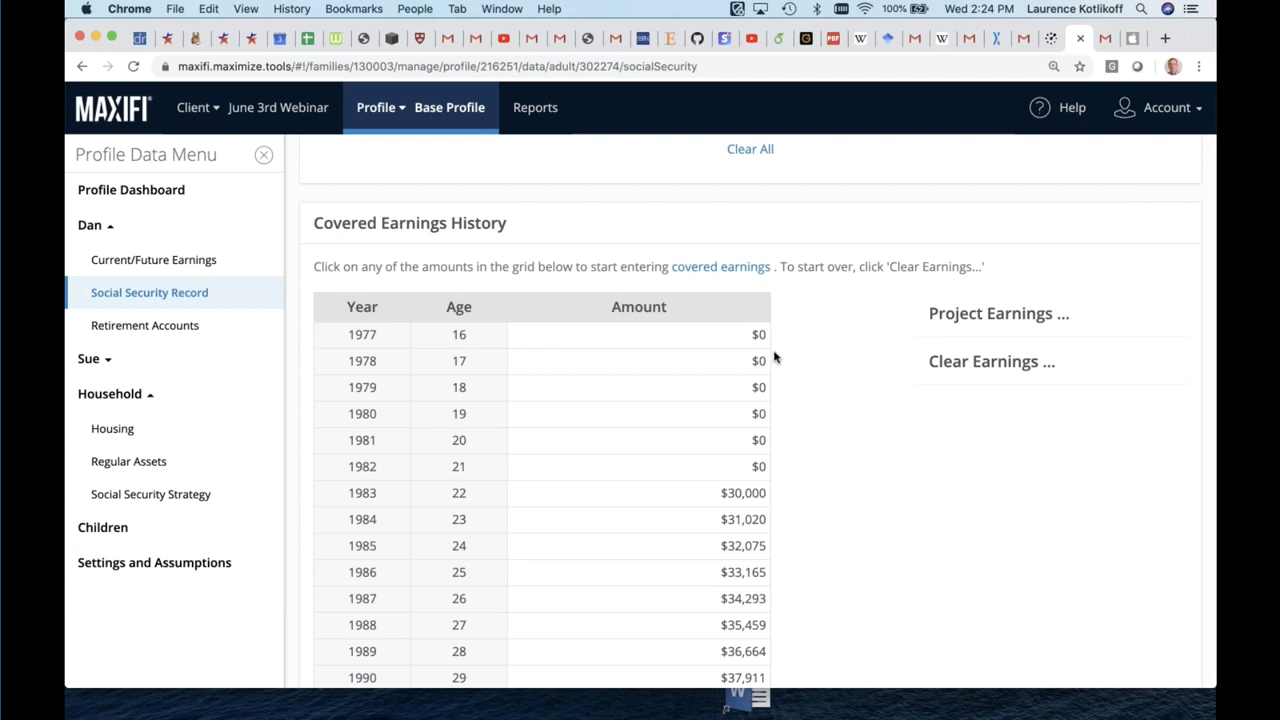 Chrome File Edit View History Bookmarks People Tab Window Help 100% Wed 2:24 PM Laurence Kotlikoff
maxifi.maximize.tools/#!/families/130003/manage/profile/216251/data/adult/302274/socialSecurity
MAXIFI Client June 3rd Webinar Profile Base Profile Reports Help Account
Profile Data Menu
Clear All
Profile Dashboard
Dan
Current/Future Earnings
Social Security Record
Retirement Accounts
Sue
Household
Housing
Regular Assets
Social Security Strategy
Children
Settings and Assumptions
Covered Earnings History
Click on any of the amounts in the grid below to start entering covered earnings . To start over, click 'Clear Earnings...'
Year Age Amount
1977 16 $0
1978 17 $0
1979 18 $0
1980 19 $0
1981 20 $0
1982 21 $0
1983 22 $30,000
1984 23 $31,020
1985 24 $32,075
1986 25 $33,165
1987 26 $34,293
1988 27 $35,459
1989 28 $36,664
1990 29 $37,911
Project Earnings ...
Clear Earnings ...
W